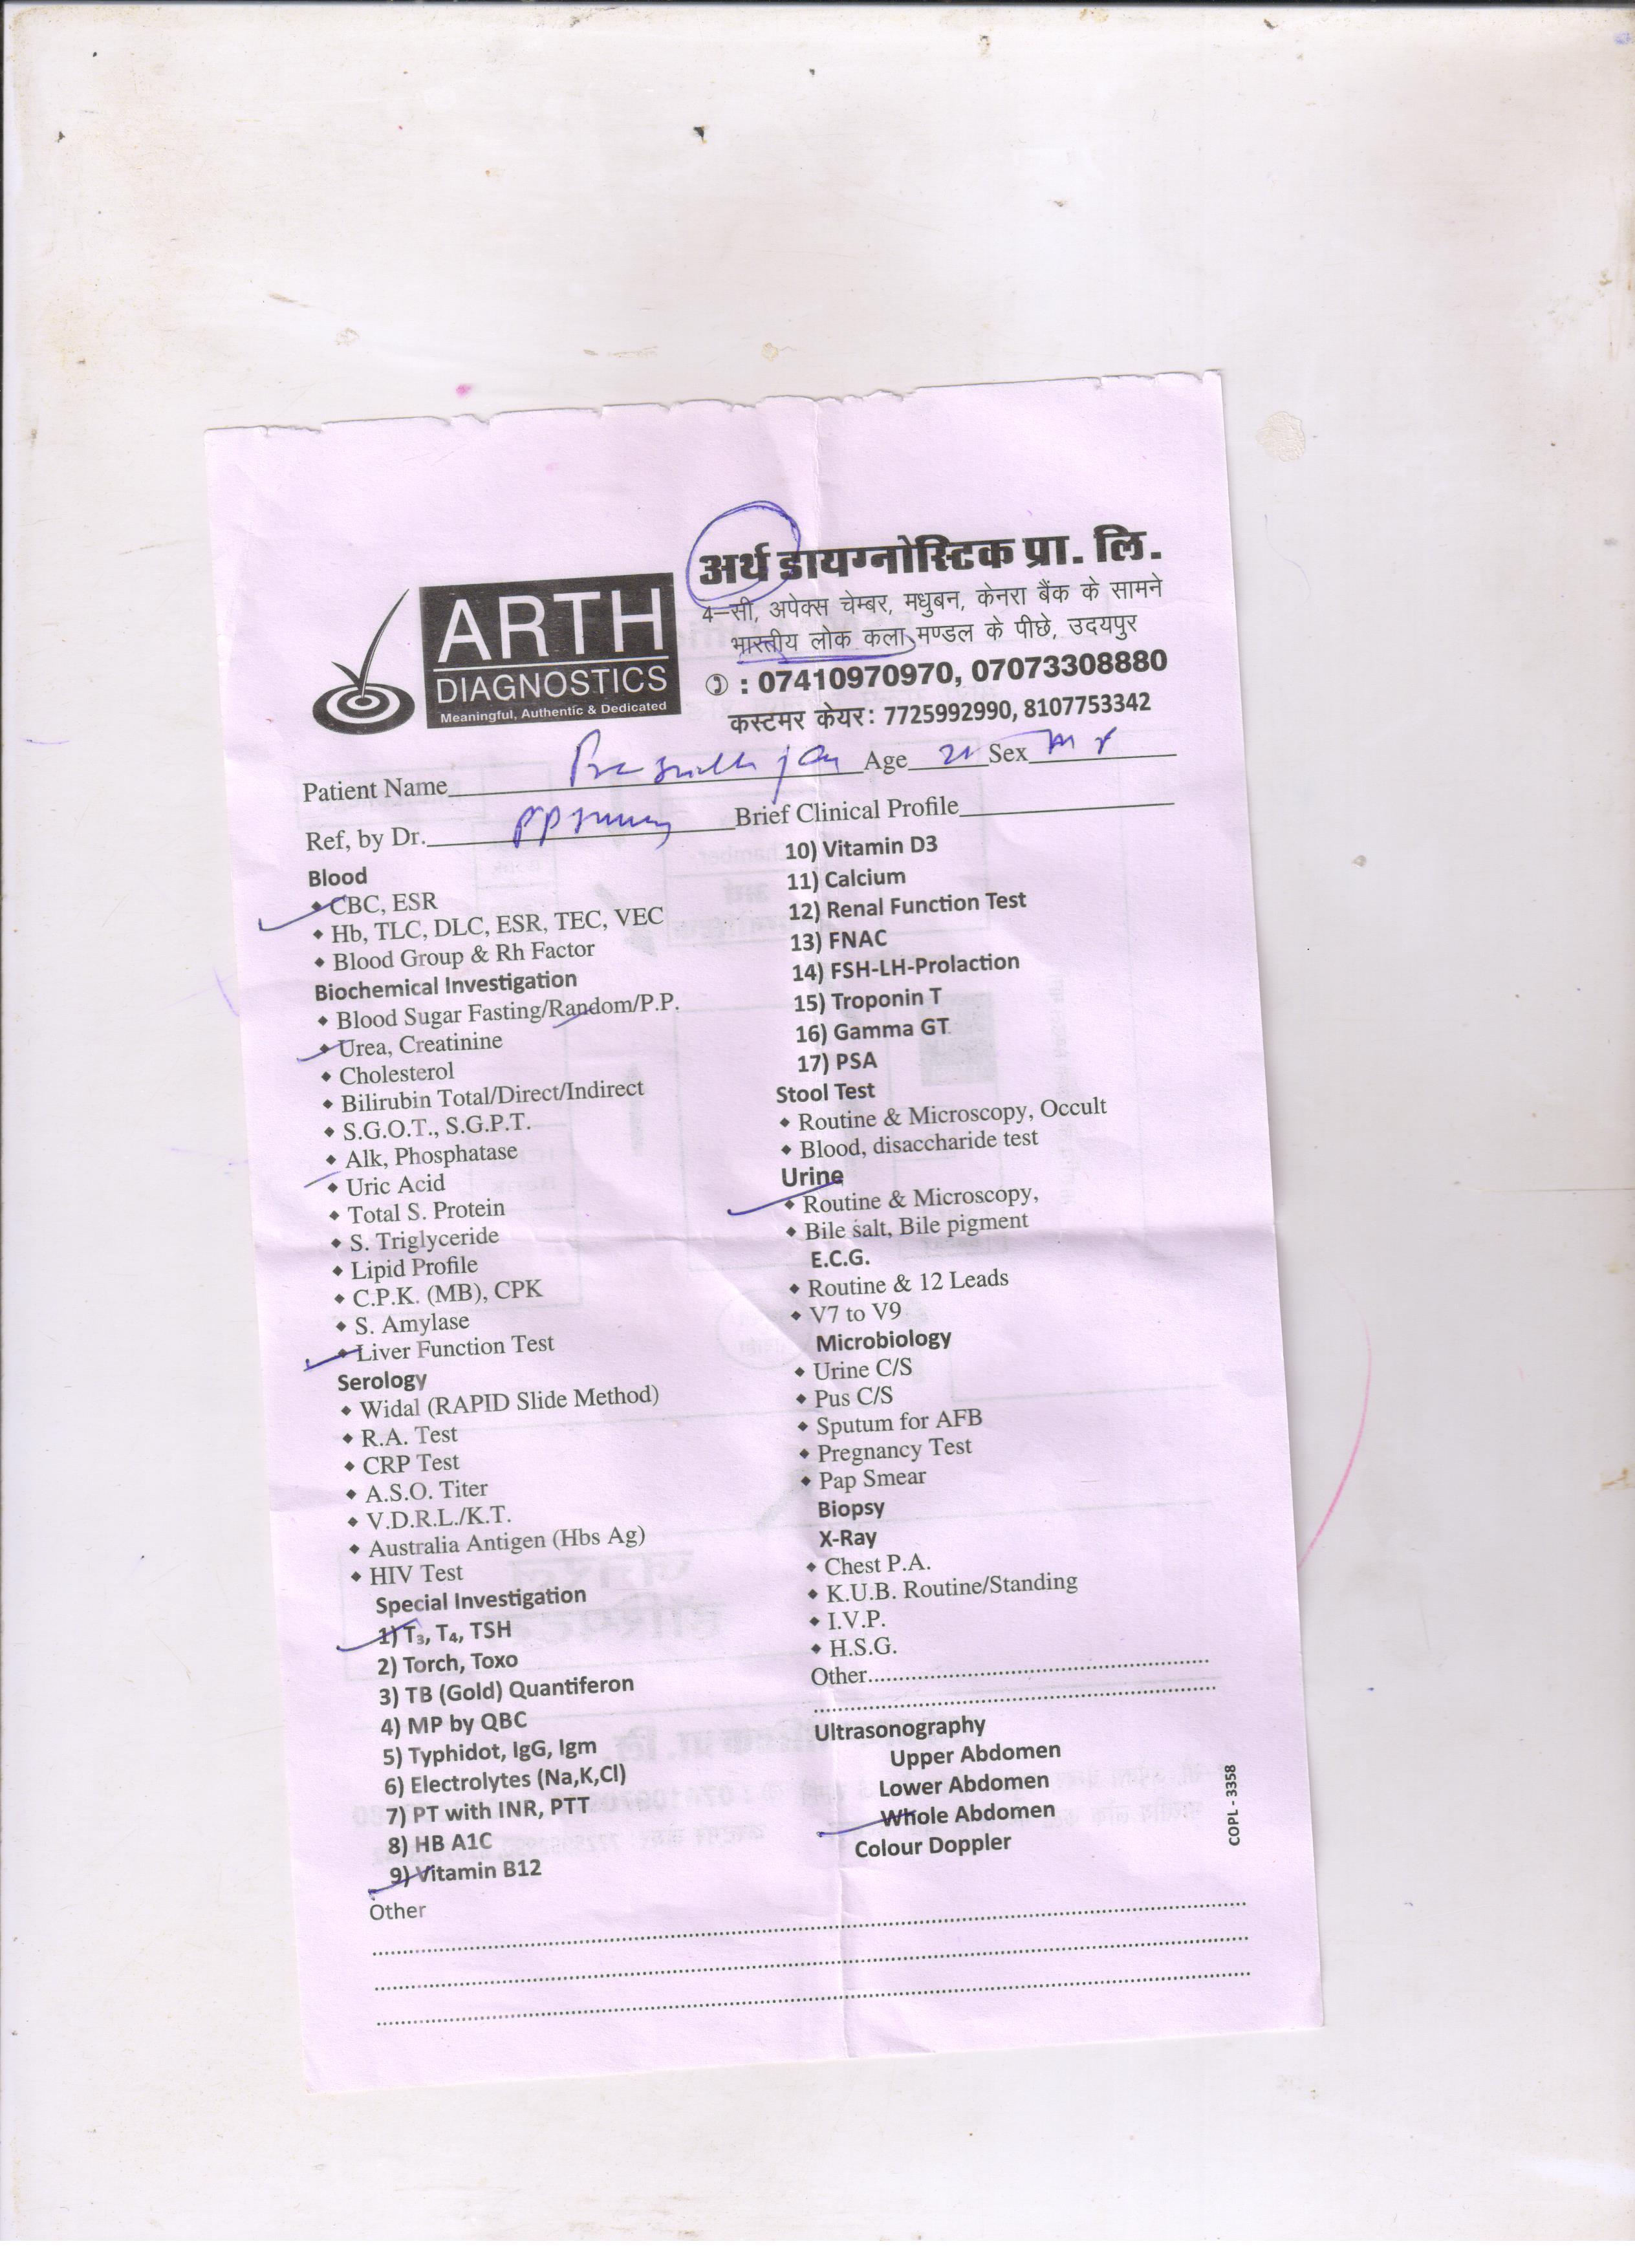 अर्थ डायग्नोस्टिक प्रा. लि.
4–सी, अपेक्स चेम्बर, मधुबन, केनरा बैंक के सामने
भारतीय लोक कला मण्डल के पीछे, उदयपुर
: 07410970970, 07073308880
कस्टमर केयर: 7725992990, 8107753342
ARTH
DIAGNOSTICS
Meaningful, Authentic & Dedicated
Patient Name Age 21 Sex M
Ref, by Dr. Brief Clinical Profile
Blood
CBC, ESR
Hb, TLC, DLC, ESR, TEC, VEC
Blood Group & Rh Factor
Biochemical Investigation
Blood Sugar Fasting/Random/P.P.
Urea, Creatinine
Cholesterol
Bilirubin Total/Direct/Indirect
S.G.O.T., S.G.P.T.
Alk, Phosphatase
Uric Acid
Total S. Protein
S. Triglyceride
Lipid Profile
C.P.K. (MB), CPK
S. Amylase
Liver Function Test
Serology
Widal (RAPID Slide Method)
R.A. Test
CRP Test
A.S.O. Titer
V.D.R.L./K.T.
Australia Antigen (Hbs Ag)
HIV Test
Special Investigation
1) T₃, T₄, TSH
2) Torch, Toxo
3) TB (Gold) Quantiferon
4) MP by QBC
5) Typhidot, IgG, Igm
6) Electrolytes (Na,K,Cl)
7) PT with INR, PTT
8) HB A1C
9) Vitamin B12
Other
10) Vitamin D3
11) Calcium
12) Renal Function Test
13) FNAC
14) FSH-LH-Prolaction
15) Troponin T
16) Gamma GT
17) PSA
Stool Test
Routine & Microscopy, Occult
Blood, disaccharide test
Urine
Routine & Microscopy,
Bile salt, Bile pigment
E.C.G.
Routine & 12 Leads
V7 to V9
Microbiology
Urine C/S
Pus C/S
Sputum for AFB
Pregnancy Test
Pap Smear
Biopsy
X-Ray
Chest P.A.
K.U.B. Routine/Standing
I.V.P.
H.S.G.
Other
Ultrasonography
Upper Abdomen
Lower Abdomen
Whole Abdomen
Colour Doppler
COPL - 3358